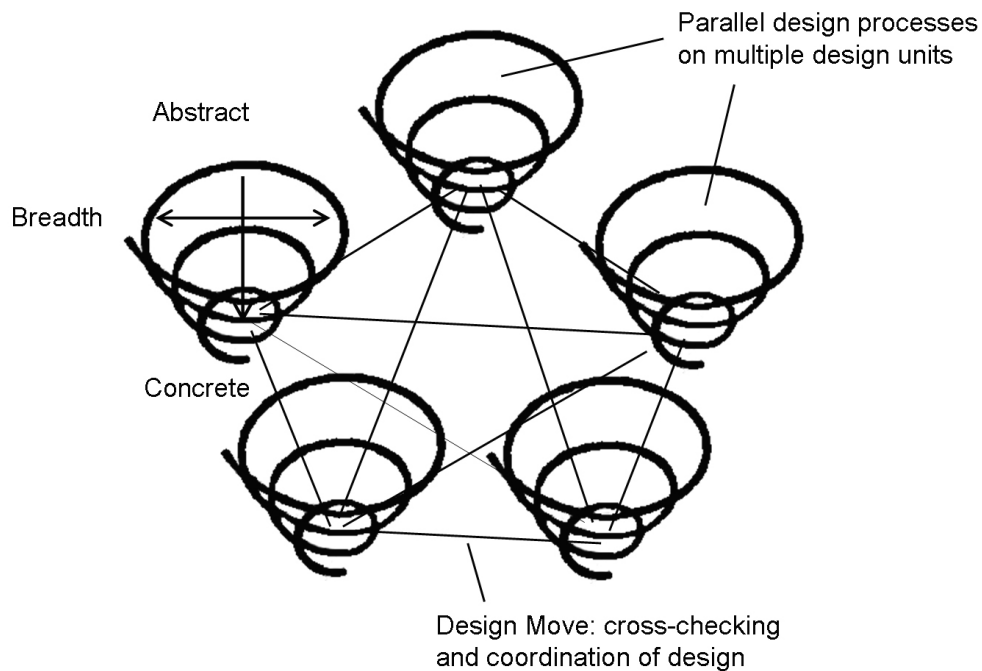 Parallel design processes
on multiple design units
Abstract
Breadth
Concrete
Design Move: cross-checking
and coordination of design